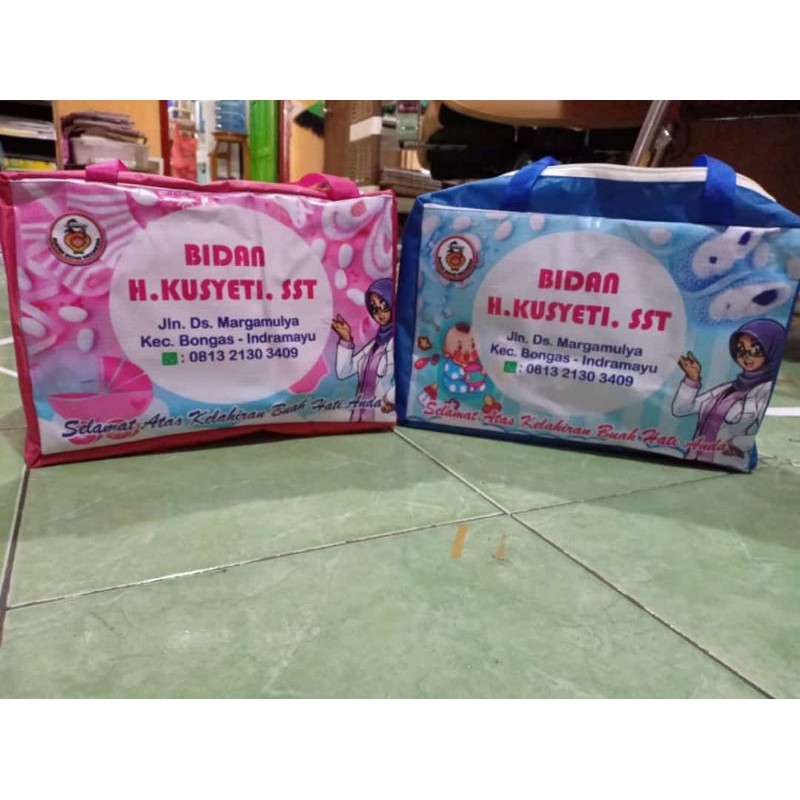 BIDAN
H.KUSYETI. SST
Jln. Ds. Margamulya
Kec. Bongas - Indramayu
: 0813 2130 3409
Selamat Atas Kelahiran Buah Hati Anda
BIDAN
H.KUSYETI. SST
Jln. Ds. Margamulya
Kec. Bongas - Indramayu
: 0813 2130 3409
Selamat Atas Kelahiran Buah Hati Anda